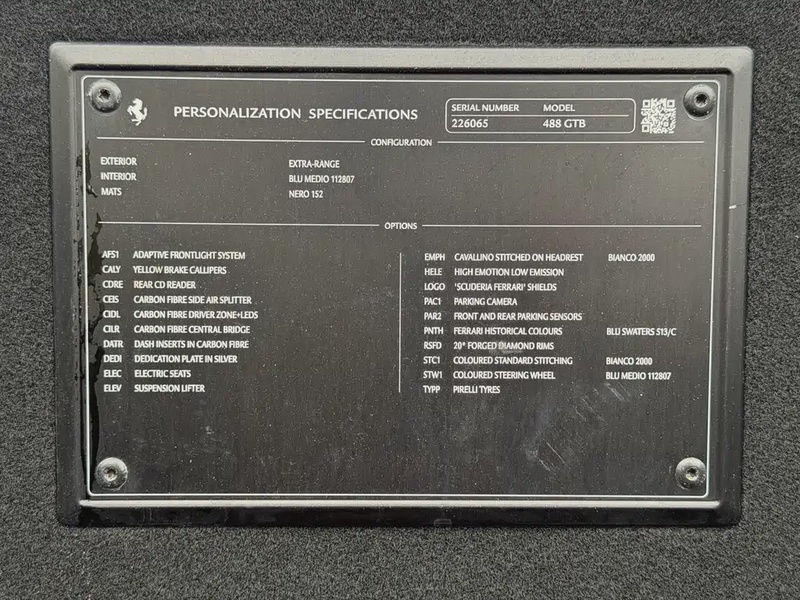 PERSONALIZATION SPECIFICATIONS
SERIAL NUMBER MODEL
226065 488 GTB
CONFIGURATION
EXTERIOR EXTRA-RANGE
INTERIOR BLU MEDIO 112807
MATS NERO 152
OPTIONS
AFS1 ADAPTIVE FRONTLIGHT SYSTEM
CALY YELLOW BRAKE CALLIPERS
CDRE REAR CD READER
CEIS CARBON FIBRE SIDE AIR SPLITTER
CIDL CARBON FIBRE DRIVER ZONE+LEDS
CILR CARBON FIBRE CENTRAL BRIDGE
DATR DASH INSERTS IN CARBON FIBRE
DEDI DEDICATION PLATE IN SILVER
ELEC ELECTRIC SEATS
ELEV SUSPENSION LIFTER
EMPH CAVALLINO STITCHED ON HEADREST BIANCO 2000
HELE HIGH EMOTION LOW EMISSION
LOGO 'SCUDERIA FERRARI' SHIELDS
PAC1 PARKING CAMERA
PAR2 FRONT AND REAR PARKING SENSORS
PNTH FERRARI HISTORICAL COLOURS BLU SWATERS 513/C
RSFD 20" FORGED DIAMOND RIMS
STC1 COLOURED STANDARD STITCHING BIANCO 2000
STW1 COLOURED STEERING WHEEL BLU MEDIO 112807
TYPP PIRELLI TYRES